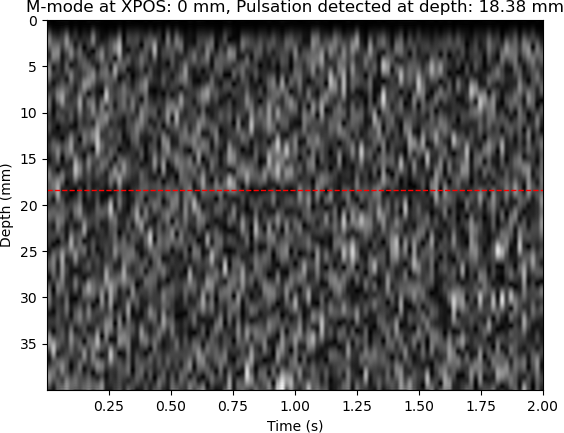 M-mode at XPOS: 0 mm, Pulsation detected at depth: 18.38 mm
0
5
10
15
20
25
30
35
Depth (mm)
0.25 0.50 0.75 1.00 1.25 1.50 1.75 2.00
Time (s)